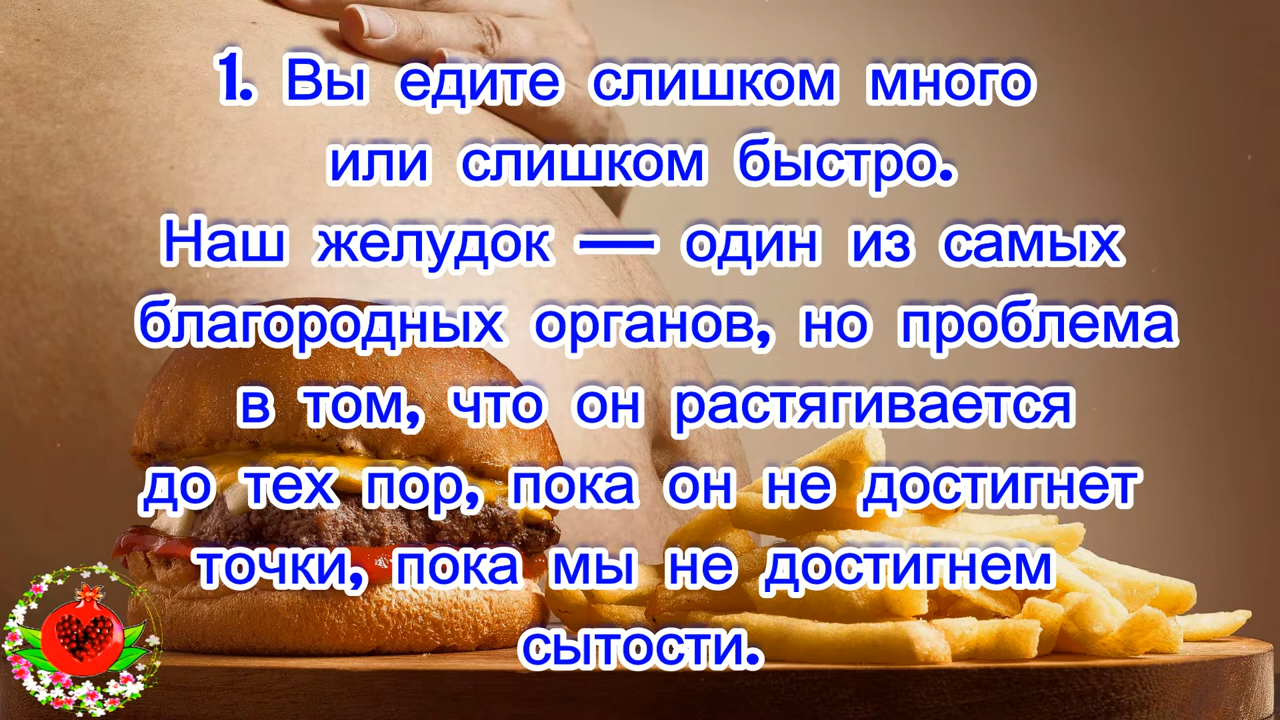 1. Вы едите слишком много
или слишком быстро.
Наш желудок — один из самых
благородных органов, но проблема
в том, что он растягивается
до тех пор, пока он не достигнет
точки, пока мы не достигнем
сытости.